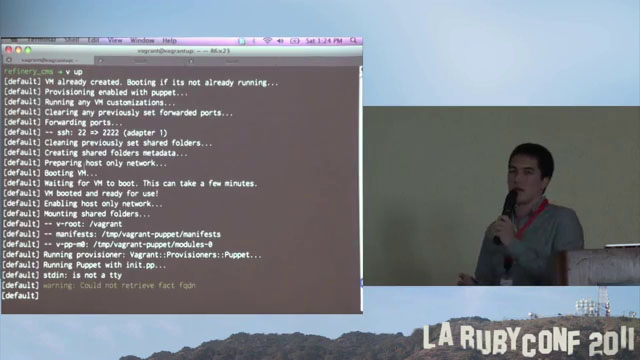 Shell Edit View Window Help
Sat 1:24 PM
vagrant@vagrantup: ~ — 86×23
vagrant@vagrantup
refinery_cms → v up
[default] VM already created. Booting if its not already running...
[default] Provisioning enabled with puppet...
[default] Running any VM customizations...
[default] Clearing any previously set forwarded ports...
[default] Forwarding ports...
[default] -- ssh: 22 => 2222 (adapter 1)
[default] Cleaning previously set shared folders...
[default] Creating shared folders metadata...
[default] Preparing host only network...
[default] Booting VM...
[default] Waiting for VM to boot. This can take a few minutes.
[default] VM booted and ready for use!
[default] Enabling host only network...
[default] Mounting shared folders...
[default] -- v-root: /vagrant
[default] -- manifests: /tmp/vagrant-puppet/manifests
[default] -- v-pp-m0: /tmp/vagrant-puppet/modules-0
[default] Running provisioner: Vagrant::Provisioners::Puppet...
[default] Running Puppet with init.pp...
[default] stdin: is not a tty
[default] warning: Could not retrieve fact fqdn
[default]
LA RUBYCONF 2011